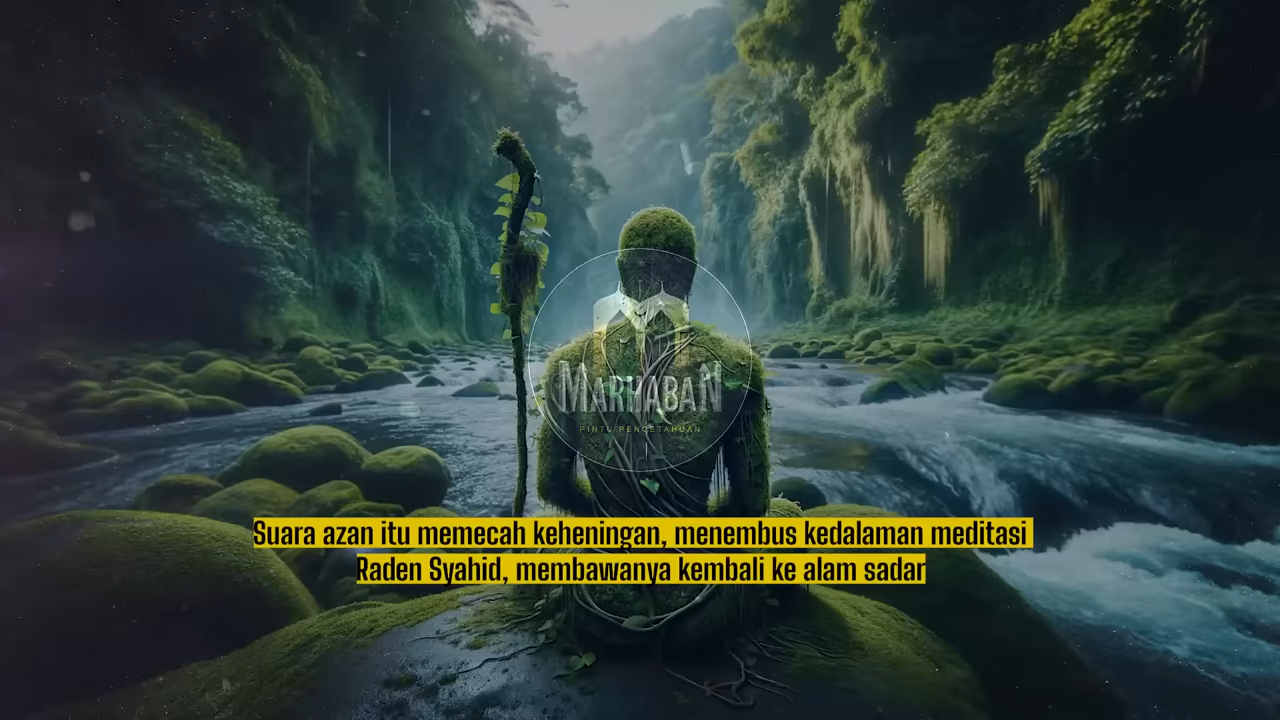 MARHABAN
PINTU PENGETAHUAN
Suara azan itu memecah keheningan, menembus kedalaman meditasi
Raden Syahid, membawanya kembali ke alam sadar